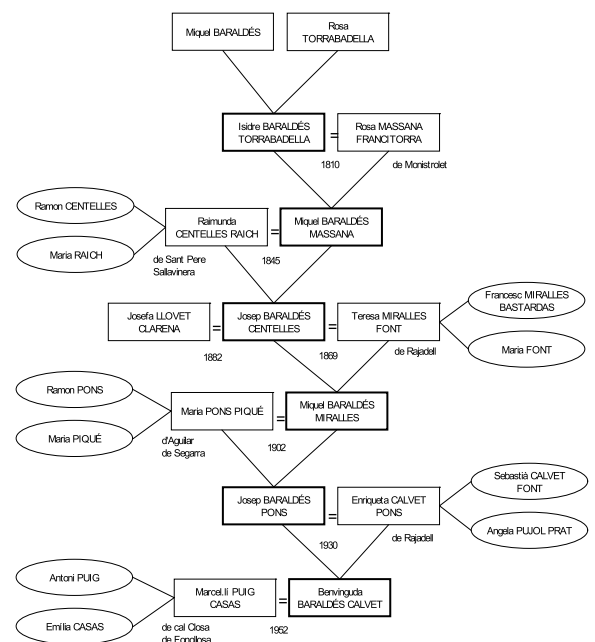 Miquel BARALDÉS
Rosa
TORRABADELLA
Isidre BARALDÉS
TORRABADELLA
=
Rosa MASSANA
FRANCITORRA
1810
de Monistrolet
Ramon CENTELLES
Maria RAICH
Raimunda
CENTELLES RAICH
=
Miquel BARALDÉS
MASSANA
de Sant Pere
Sallavinera
1845
Josefa LLOVET
CLARENA
=
Josep BARALDÉS
CENTELLES
=
Teresa MIRALLES
FONT
Francesc MIRALLES
BASTARDAS
Maria FONT
1882
1869
de Rajadell
Ramon PONS
Maria PIQUÉ
Maria PONS PIQUÉ
=
Miquel BARALDÉS
MIRALLES
d'Aguilar
de Segarra
1902
Josep BARALDÉS
PONS
=
Enriqueta CALVET
PONS
Sebastià CALVET
FONT
Angela PUJOL PRAT
1930
de Rajadell
Antoni PUIG
Emília CASAS
Marcel.lí PUIG
CASAS
=
Benvinguda
BARALDÉS CALVET
de cal Closa
de Fonollosa
1952